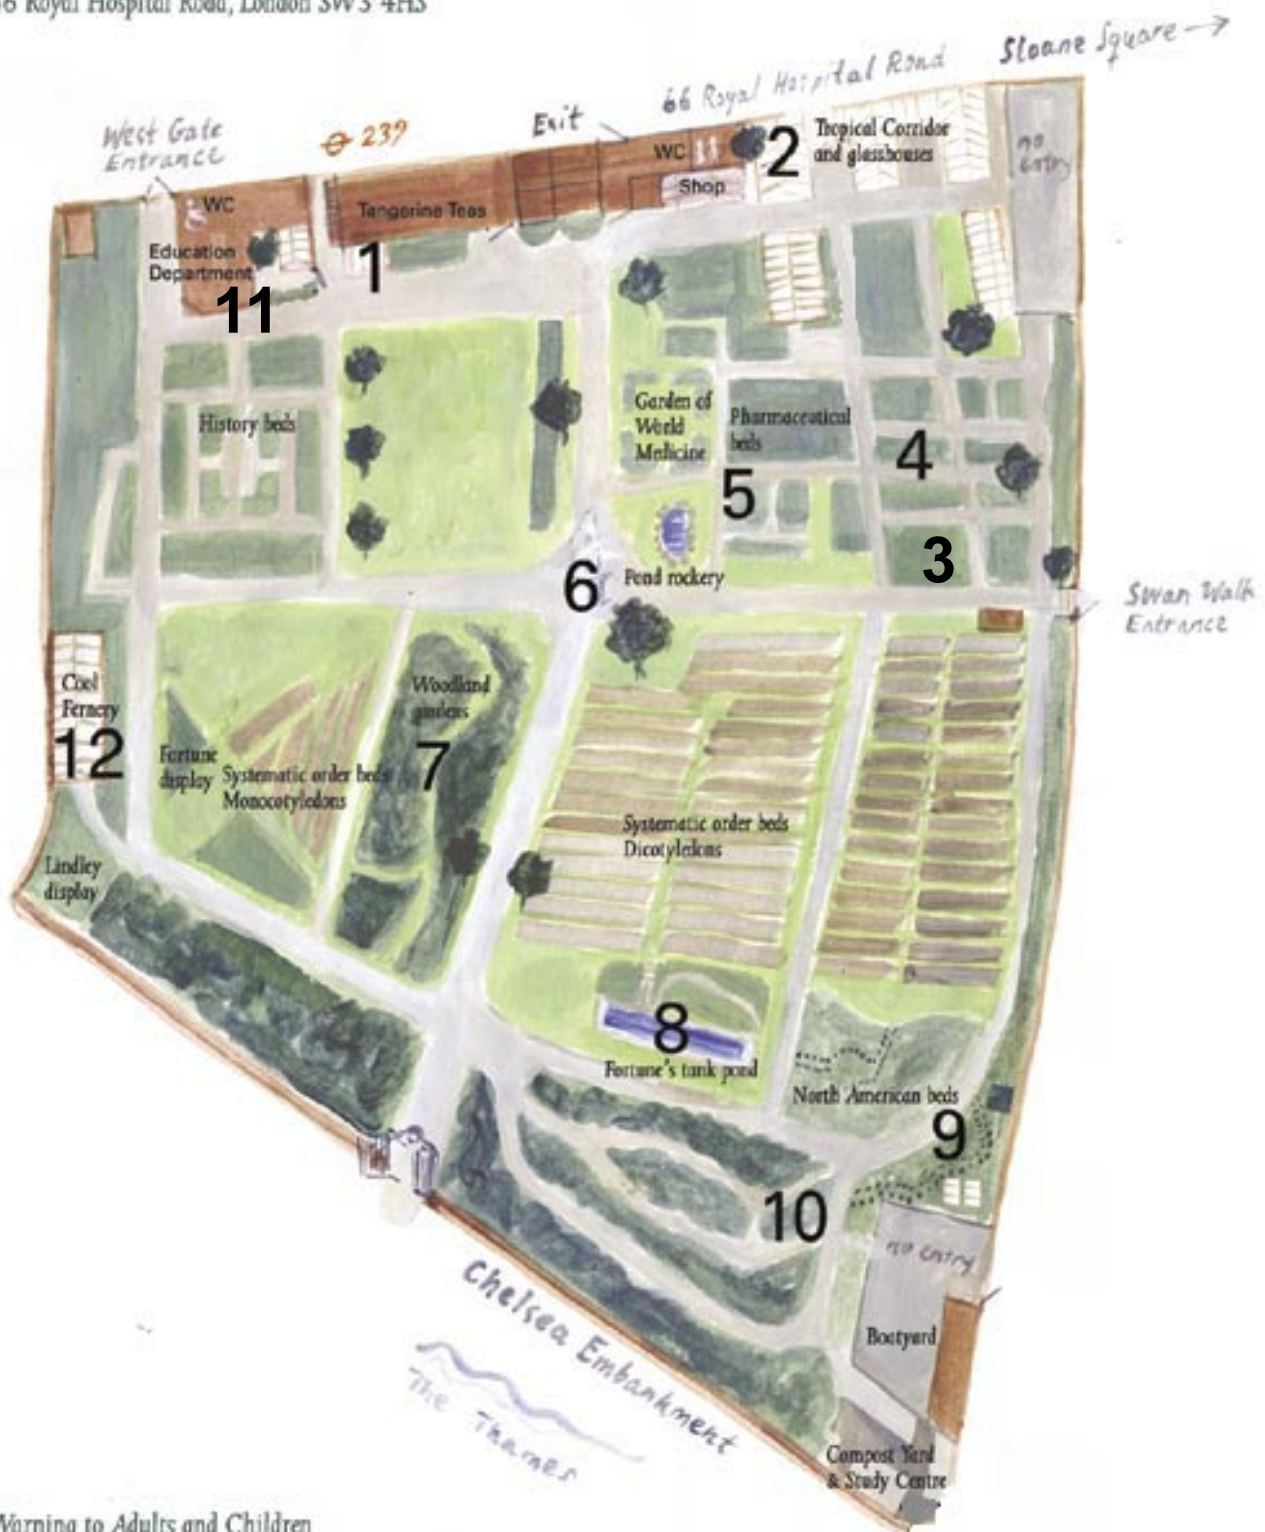 66 Royal Hospital Road, London SW3 4HS
Sloane Square
66 Royal Hospital Road
Exit
239
West Gate
Entrance
WC
2
Tropical Corridor
and glasshouses
no
entry
WC
Shop
Tangerine Teas
Education
Department
1
11
History beds
Garden of
World
Medicine
Pharmaceutical
beds
4
5
3
6
Pond rockery
Swan Walk
Entrance
Cool
Fernery
12
Woodland
gardens
7
Fortune
display
Systematic order beds
Monocotyledons
Systematic order beds
Dicotyledons
Lindley
display
8
Fortune's tank pond
North American beds
9
10
no entry
Chelsea Embankment
The Thames
Boatyard
Compost Yard
& Study Centre
Warning to Adults and Children